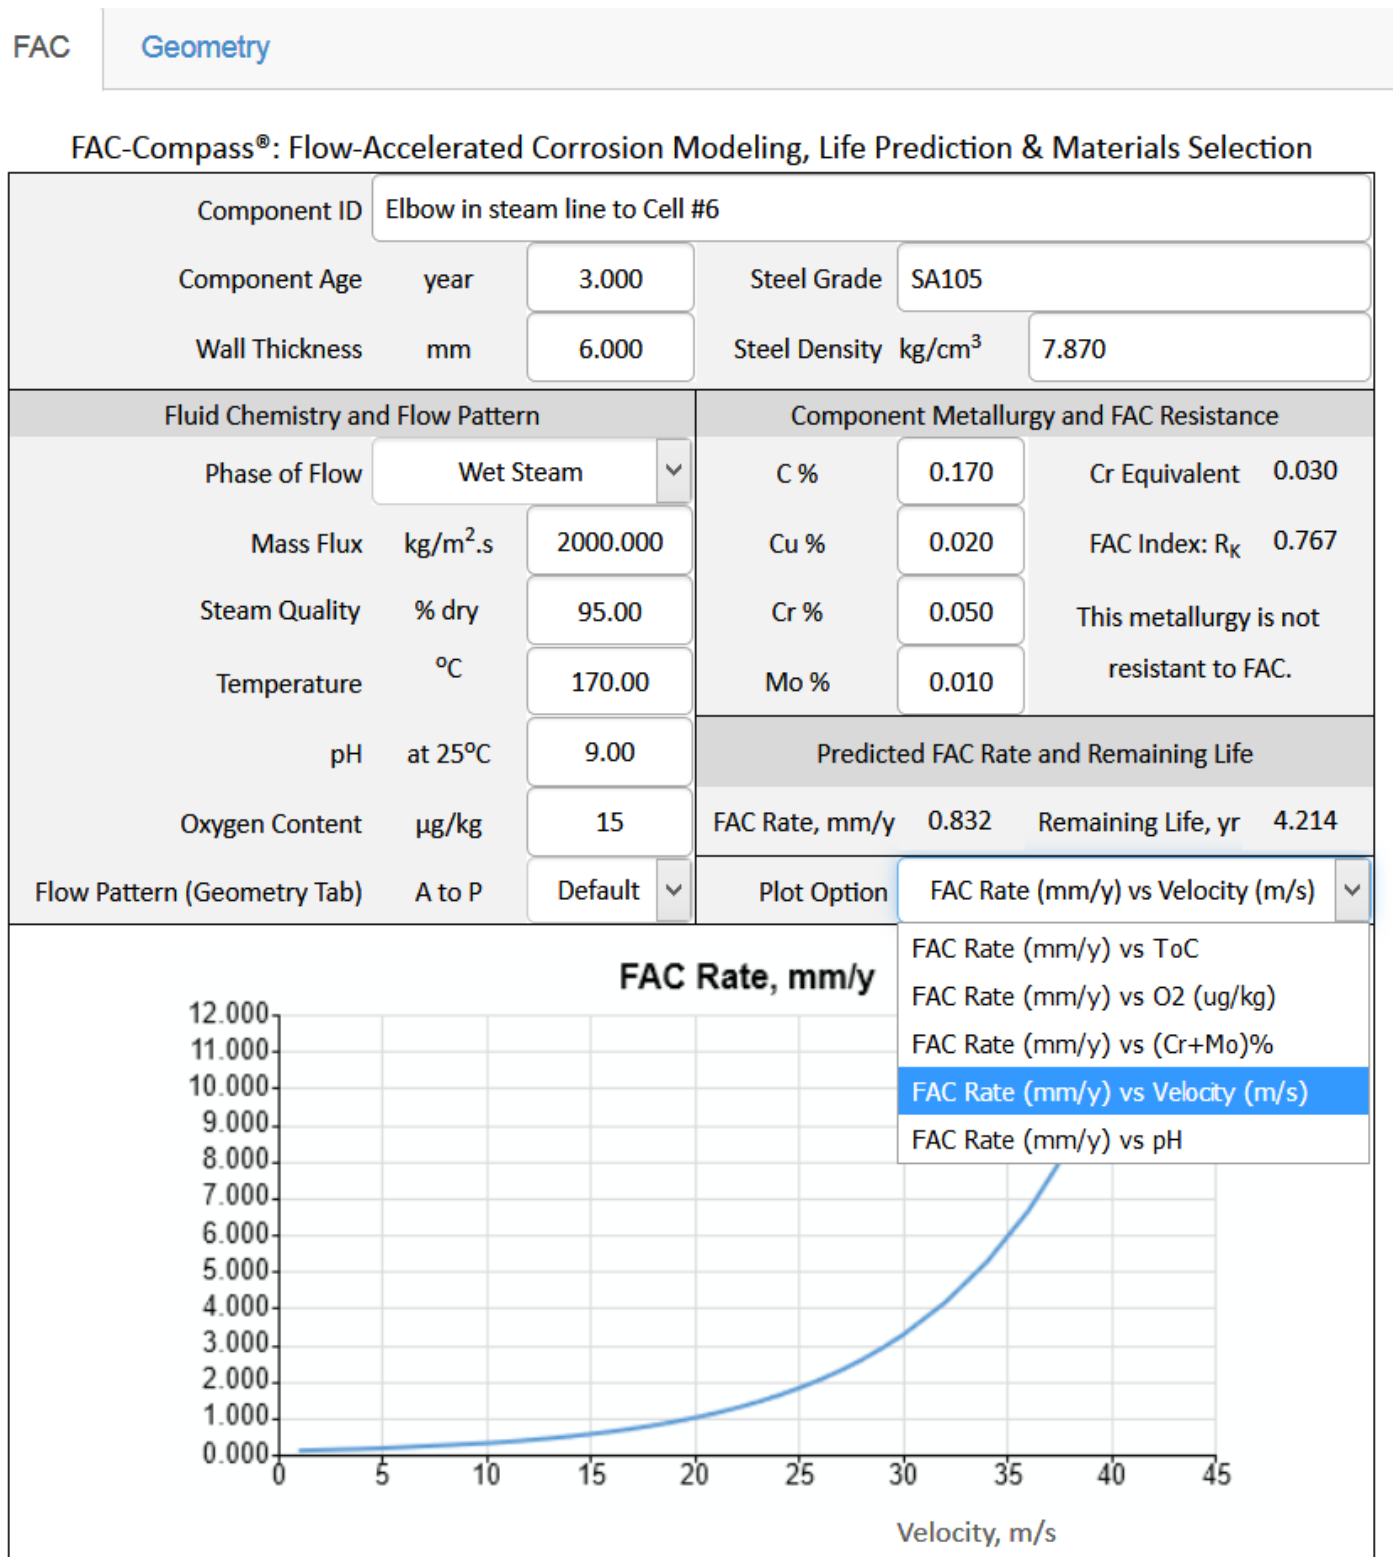 FAC Geometry
FAC-Compass®: Flow-Accelerated Corrosion Modeling, Life Prediction & Materials Selection
Component ID Elbow in steam line to Cell #6
Component Age year 3.000 Steel Grade SA105
Wall Thickness mm 6.000 Steel Density kg/cm³ 7.870
Fluid Chemistry and Flow Pattern Component Metallurgy and FAC Resistance
Phase of Flow Wet Steam C % 0.170 Cr Equivalent 0.030
Mass Flux kg/m².s 2000.000 Cu % 0.020 FAC Index: RK 0.767
Steam Quality % dry 95.00 Cr % 0.050 This metallurgy is not
Temperature °C 170.00 Mo % 0.010 resistant to FAC.
pH at 25°C 9.00 Predicted FAC Rate and Remaining Life
Oxygen Content µg/kg 15 FAC Rate, mm/y 0.832 Remaining Life, yr 4.214
Flow Pattern (Geometry Tab) A to P Default Plot Option FAC Rate (mm/y) vs Velocity (m/s)
FAC Rate (mm/y) vs ToC
FAC Rate (mm/y) vs O2 (ug/kg)
FAC Rate (mm/y) vs (Cr+Mo)%
FAC Rate (mm/y) vs Velocity (m/s)
FAC Rate (mm/y) vs pH
FAC Rate, mm/y
12.000
11.000
10.000
9.000
8.000
7.000
6.000
5.000
4.000
3.000
2.000
1.000
0.000
0 5 10 15 20 25 30 35 40 45
Velocity, m/s